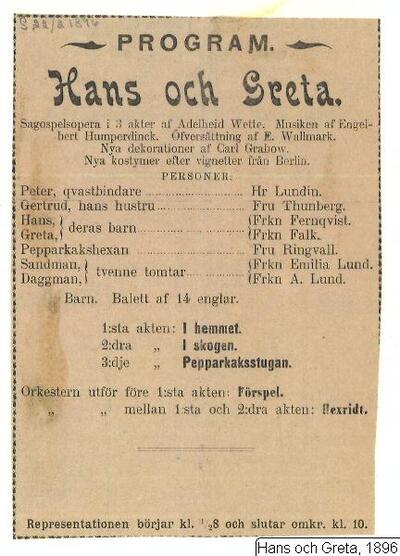 S 22/2 1896
PROGRAM.
Hans och Greta.
Sagospelsopera i 3 akter af Adelheid Wette. Musiken af Engel-
bert Humperdinck. Öfversättning af E. Wallmark.
Nya dekorationer af Carl Grabow.
Nya kostymer efter vignetter från Berlin.
PERSONER:
Peter, qvastbindare Hr Lundin.
Gertrud, hans hustru Fru Thunberg.
Hans,} deras barn {Frkn Fernqvist.
Greta,} {Frkn Falk.
Pepparkakshexan Fru Ringvall.
Sandman,} tvenne tomtar {Frkn Emilia Lund.
Daggman,} {Frkn A. Lund.
Barn. Balett af 14 englar.
1:sta akten: I hemmet.
2:dra „ I skogen.
3:dje „ Pepparkaksstugan.
Orkestern utför före 1:sta akten: Förspel.
„ „ mellan 1:sta och 2:dra akten: Hexridt.
Representationen börjar kl. 1/28 och slutar omkr. kl. 10.
Hans och Greta, 1896